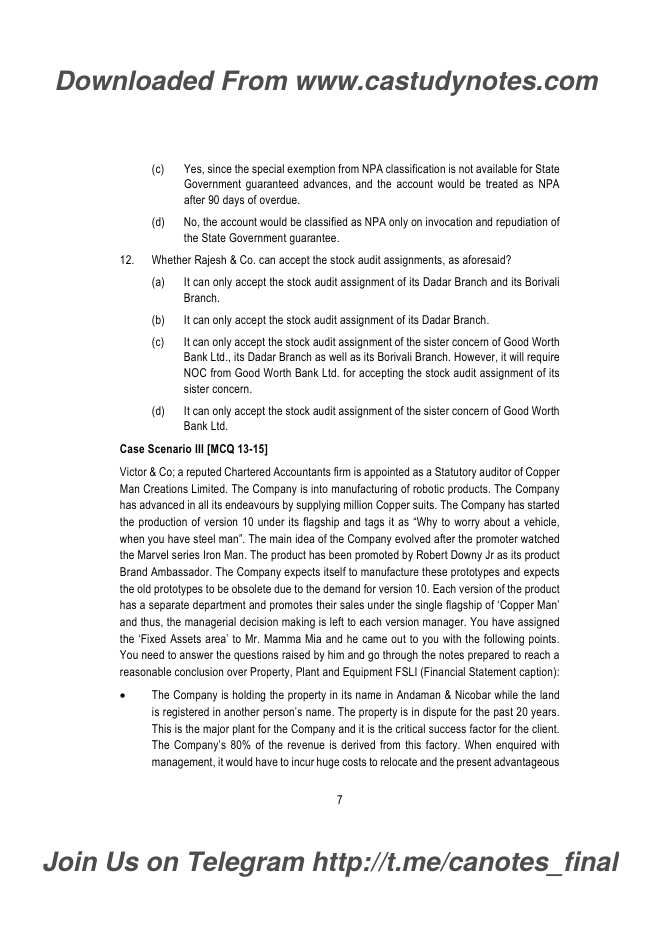 Downloaded From www.castudynotes.com
(c) Yes, since the special exemption from NPA classification is not available for State
Government guaranteed advances, and the account would be treated as NPA
after 90 days of overdue.
(d) No, the account would be classified as NPA only on invocation and repudiation of
the State Government guarantee.
12. Whether Rajesh & Co. can accept the stock audit assignments, as aforesaid?
(a) It can only accept the stock audit assignment of its Dadar Branch and its Borivali
Branch.
(b) It can only accept the stock audit assignment of its Dadar Branch.
(c) It can only accept the stock audit assignment of the sister concern of Good Worth
Bank Ltd., its Dadar Branch as well as its Borivali Branch. However, it will require
NOC from Good Worth Bank Ltd. for accepting the stock audit assignment of its
sister concern.
(d) It can only accept the stock audit assignment of the sister concern of Good Worth
Bank Ltd.
Case Scenario III [MCQ 13-15]
Victor & Co; a reputed Chartered Accountants firm is appointed as a Statutory auditor of Copper
Man Creations Limited. The Company is into manufacturing of robotic products. The Company
has advanced in all its endeavours by supplying million Copper suits. The Company has started
the production of version 10 under its flagship and tags it as “Why to worry about a vehicle,
when you have steel man”. The main idea of the Company evolved after the promoter watched
the Marvel series Iron Man. The product has been promoted by Robert Downy Jr as its product
Brand Ambassador. The Company expects itself to manufacture these prototypes and expects
the old prototypes to be obsolete due to the demand for version 10. Each version of the product
has a separate department and promotes their sales under the single flagship of ‘Copper Man’
and thus, the managerial decision making is left to each version manager. You have assigned
the ‘Fixed Assets area’ to Mr. Mamma Mia and he came out to you with the following points.
You need to answer the questions raised by him and go through the notes prepared to reach a
reasonable conclusion over Property, Plant and Equipment FSLI (Financial Statement caption):
• The Company is holding the property in its name in Andaman & Nicobar while the land
is registered in another person’s name. The property is in dispute for the past 20 years.
This is the major plant for the Company and it is the critical success factor for the client.
The Company’s 80% of the revenue is derived from this factory. When enquired with
management, it would have to incur huge costs to relocate and the present advantageous
7
Join Us on Telegram http://t.me/canotes_final